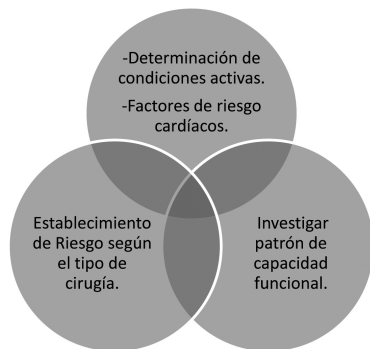 -Determinación de
condiciones activas.
-Factores de riesgo
cardíacos.
Establecimiento
de Riesgo según
el tipo de
cirugía.
Investigar
patrón de
capacidad
funcional.